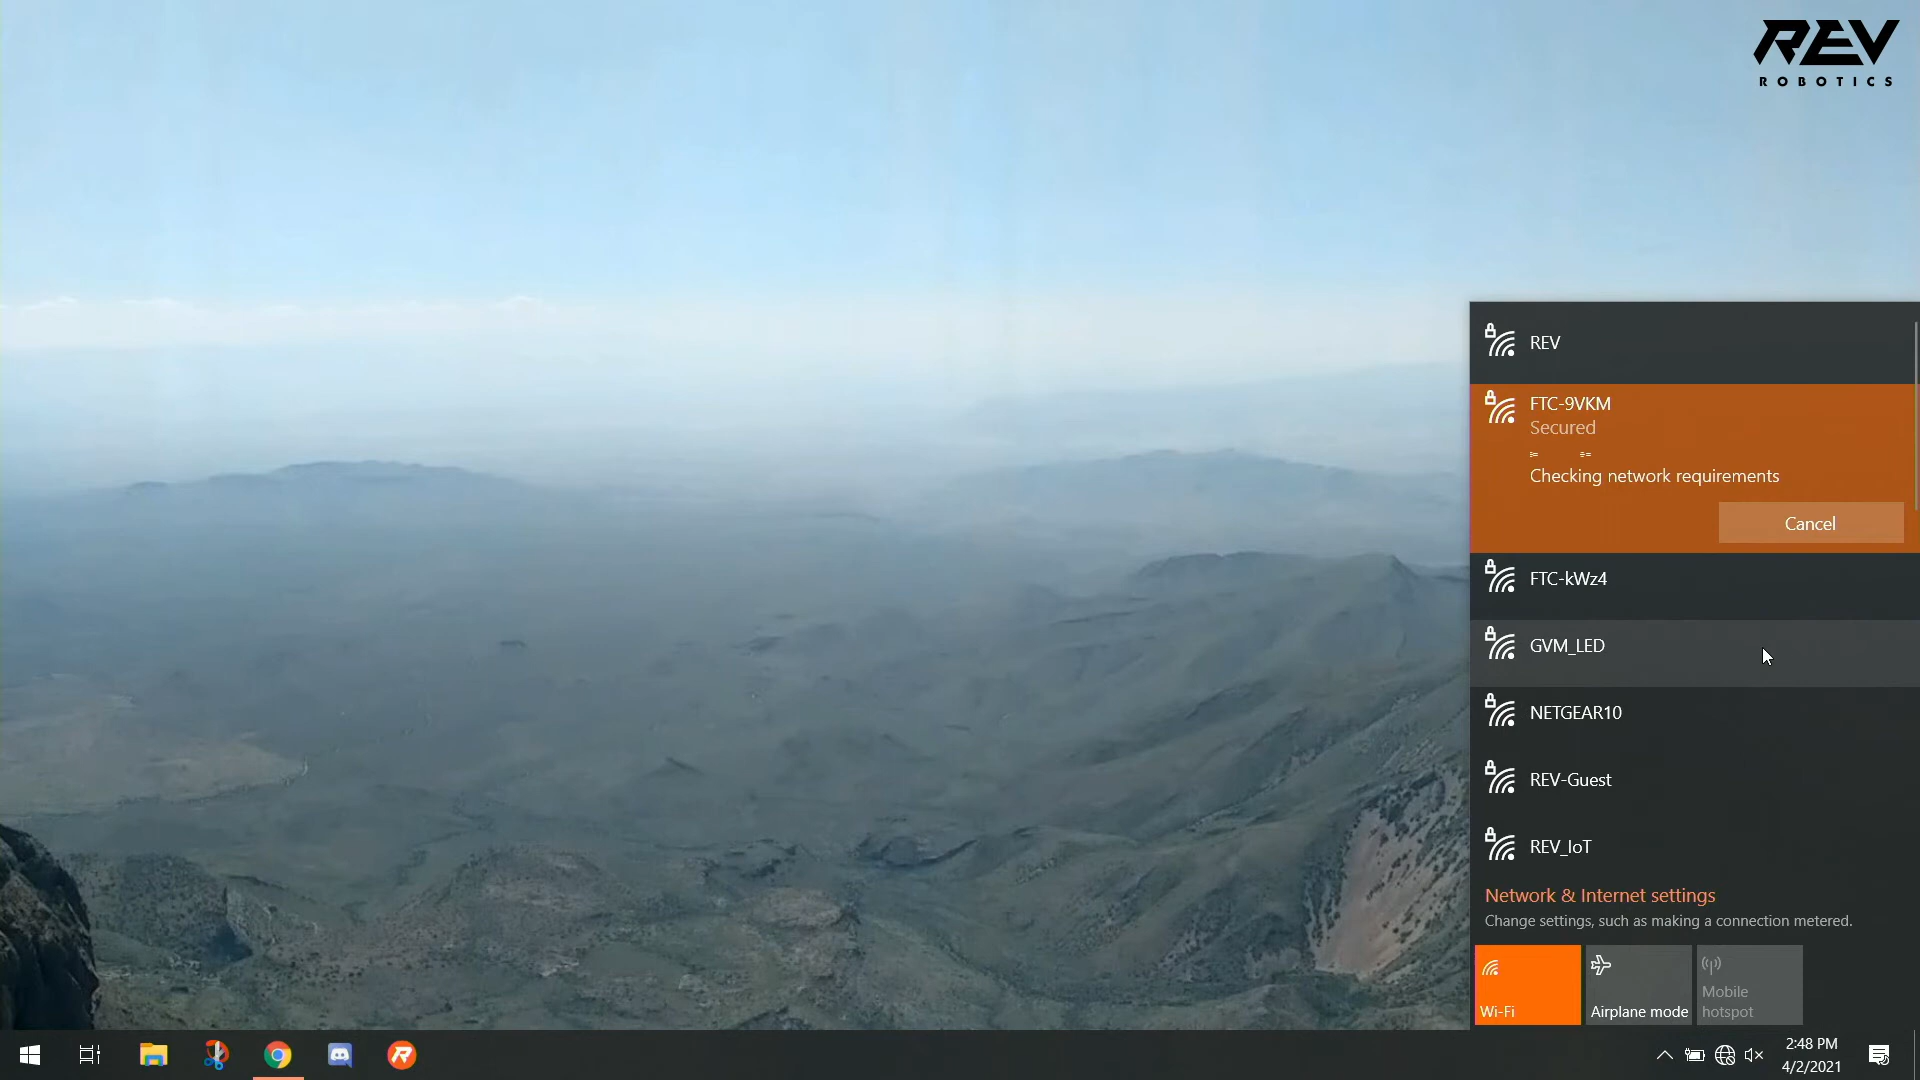 REV
ROBOTICS
REV
FTC-9VKM
Secured
Checking network requirements
Cancel
FTC-kWz4
GVM_LED
NETGEAR10
REV-Guest
REV_IoT
Network & Internet settings
Change settings, such as making a connection metered.
Wi-Fi
Airplane mode
Mobile
hotspot
2:48 PM
4/2/2021